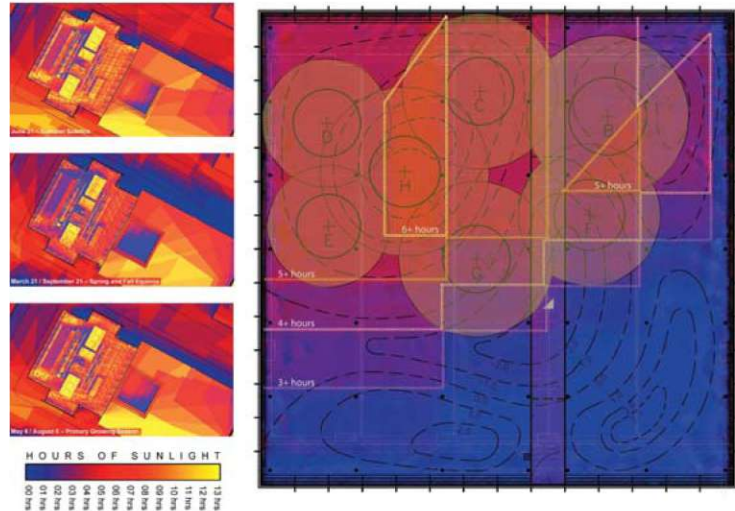 June 21 – Summer Solstice
March 21 / September 21 – Spring and Fall Equinox
May 6 / August 6 – Primary Growing Season
HOURS OF SUNLIGHT
00 hrs
01 hrs
02 hrs
03 hrs
04 hrs
05 hrs
06 hrs
07 hrs
08 hrs
09 hrs
10 hrs
11 hrs
12 hrs
13 hrs
C
D
B
H
5+ hours
E
F
6+ hours
G
5+ hours
4+ hours
3+ hours